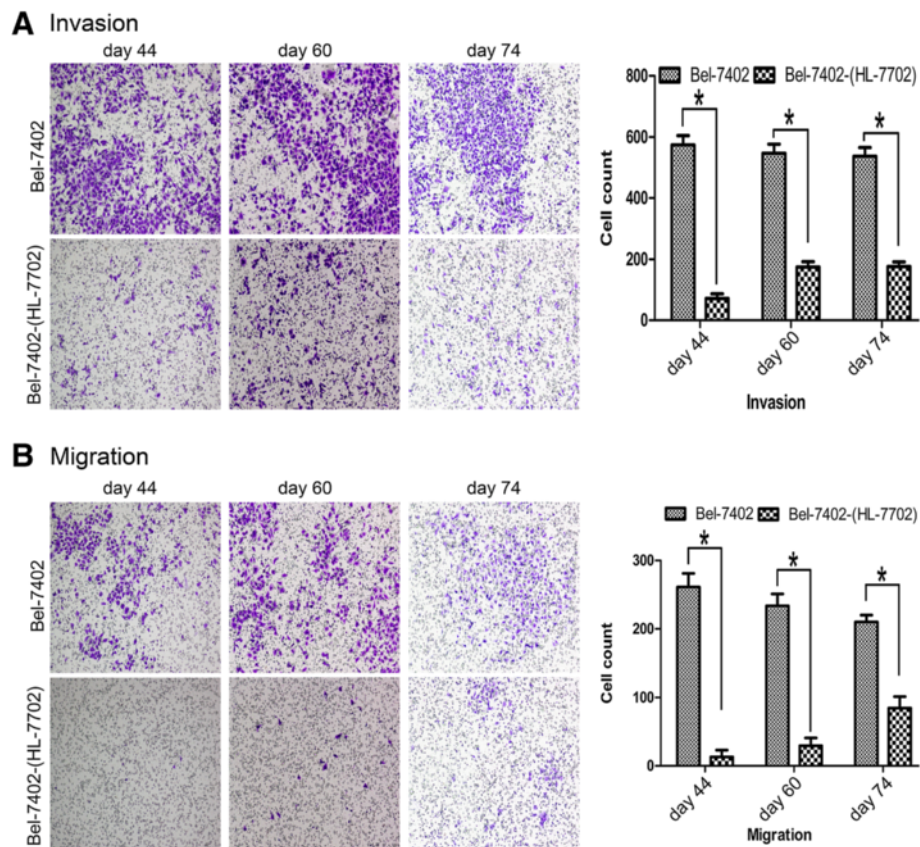 A Invasion
day 44 day 60 day 74
Bel-7402
Bel-7402-(HL-7702)
Bel-7402 Bel-7402-(HL-7702)
Cell count
800
600
400
200
0
* * *
day 44 day 60 day 74
Invasion
B Migration
day 44 day 60 day 74
Bel-7402
Bel-7402-(HL-7702)
Bel-7402 Bel-7402-(HL-7702)
Cell count
300
200
100
0
* * *
day 44 day 60 day 74
Migration